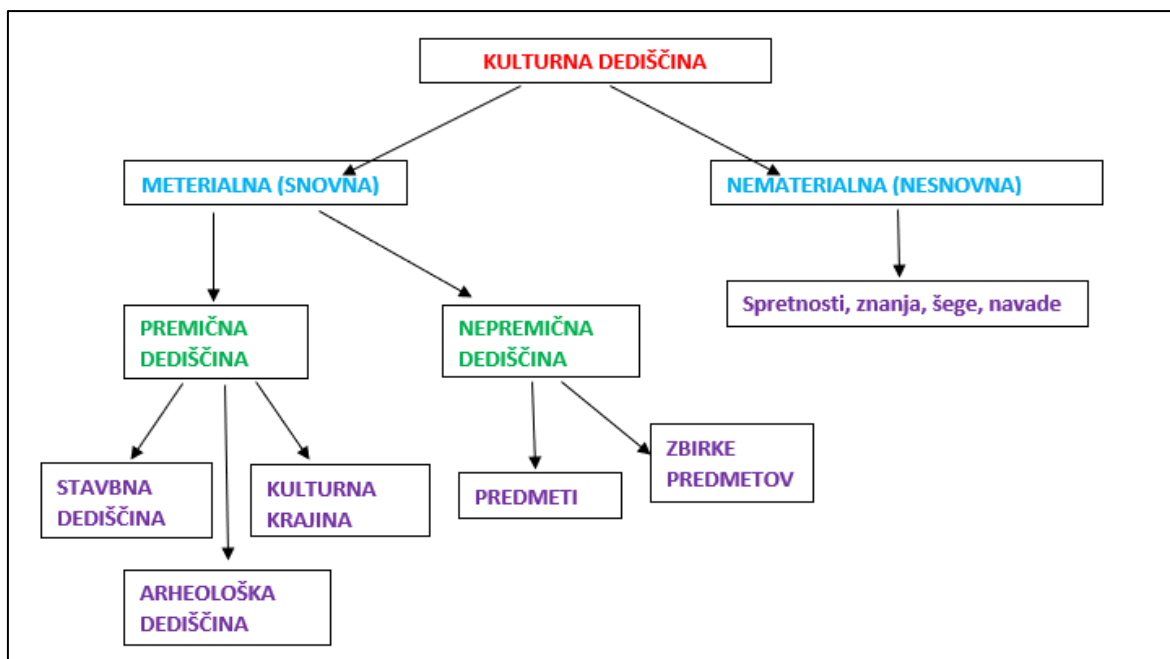 KULTURNA DEDIŠČINA
METERIALNA (SNOVNA)
NEMATERIALNA (NESNOVNA)
Spretnosti, znanja, šege, navade
PREMIČNA
DEDIŠČINA
NEPREMIČNA
DEDIŠČINA
STAVBNA
DEDIŠČINA
KULTURNA
KRAJINA
PREDMETI
ZBIRKE
PREDMETOV
ARHEOLOŠKA
DEDIŠČINA